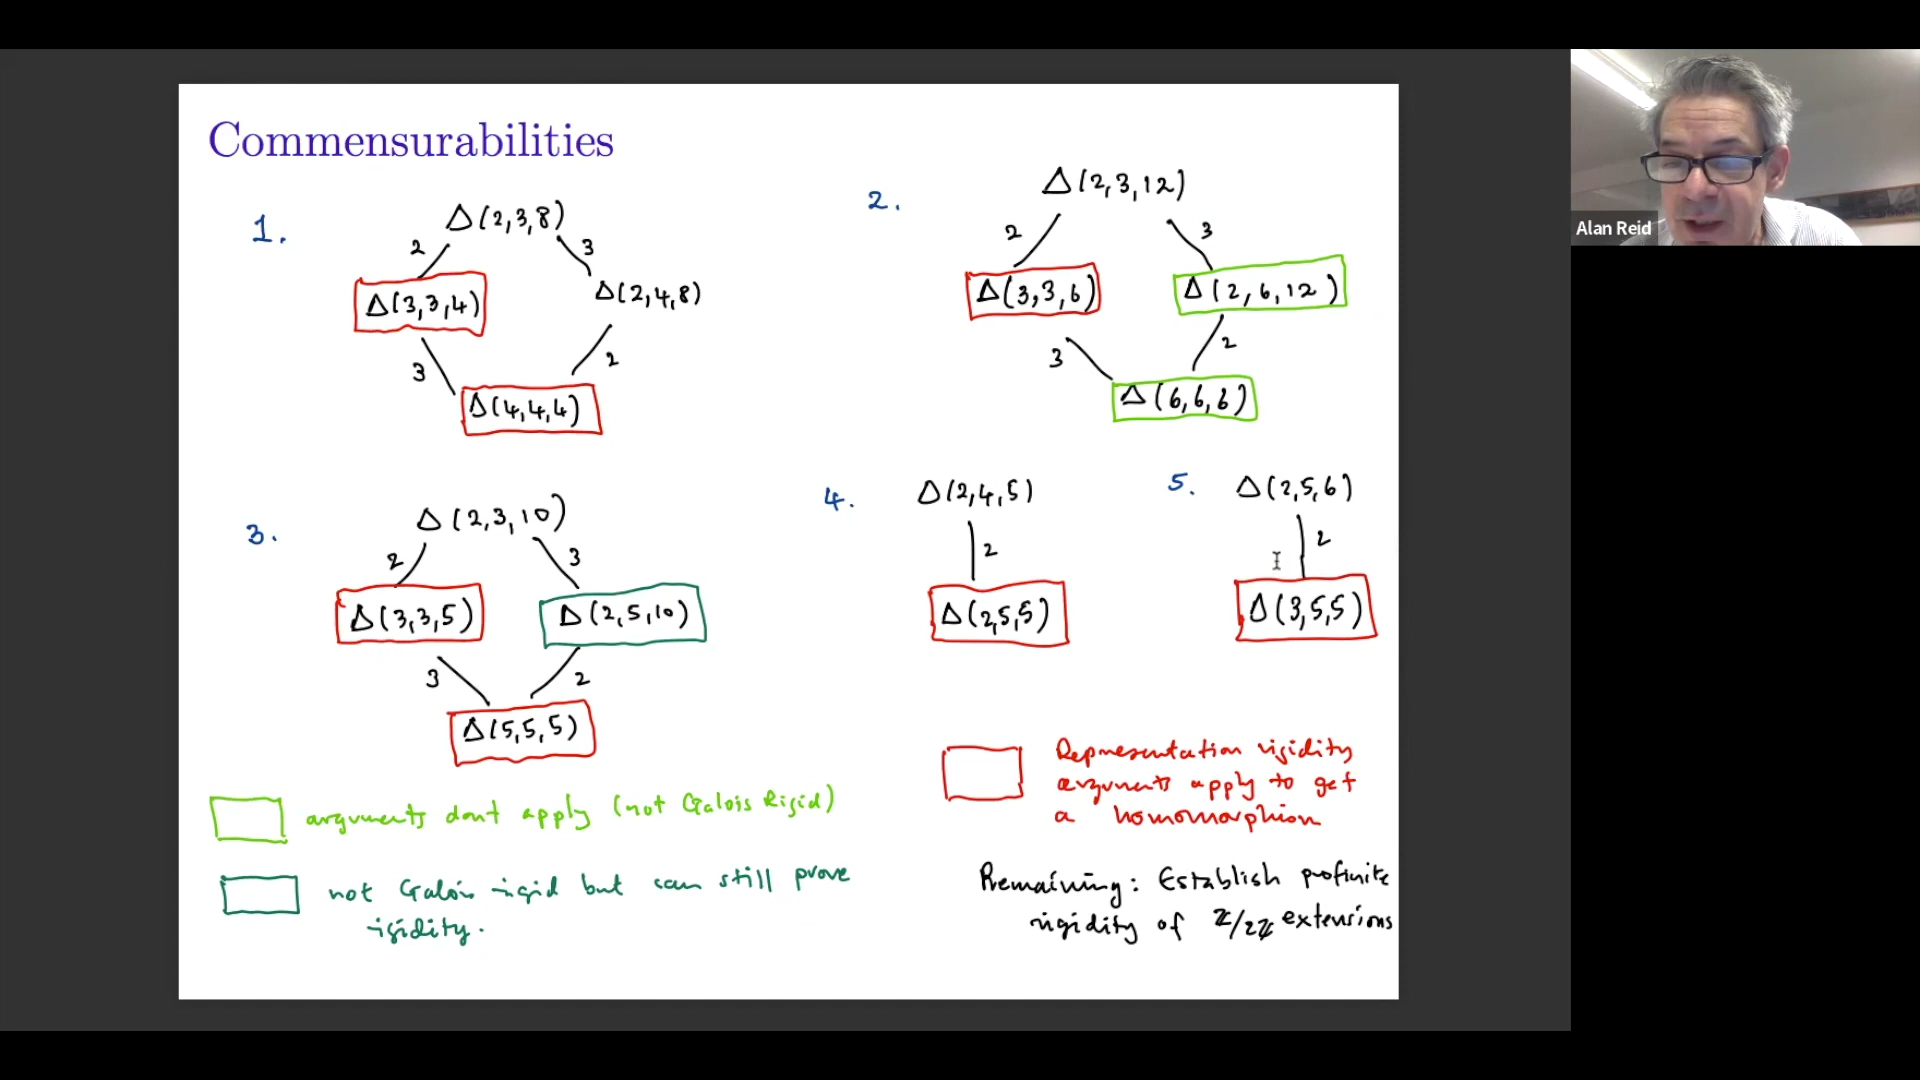 Commensurabilities
1.
Δ(2,3,8)
2
3
Δ(3,3,4)
Δ(2,4,8)
3
2
Δ(4,4,4)
2.
Δ(2,3,12)
2
3
Δ(3,3,6)
Δ(2,6,12)
3
2
Δ(6,6,6)
3.
Δ(2,3,10)
2
3
Δ(3,3,5)
Δ(2,5,10)
3
2
Δ(5,5,5)
4.
Δ(2,4,5)
2
Δ(2,5,5)
5.
Δ(2,5,6)
2
Δ(3,5,5)
arguments dont apply (not Galois Rigid)
not Galois rigid but can still prove
rigidity.
Representation rigidity
arguments apply to get
a homomorphism
Remaining: Establish profinite
rigidity of Z/2Z extensions
Alan Reid